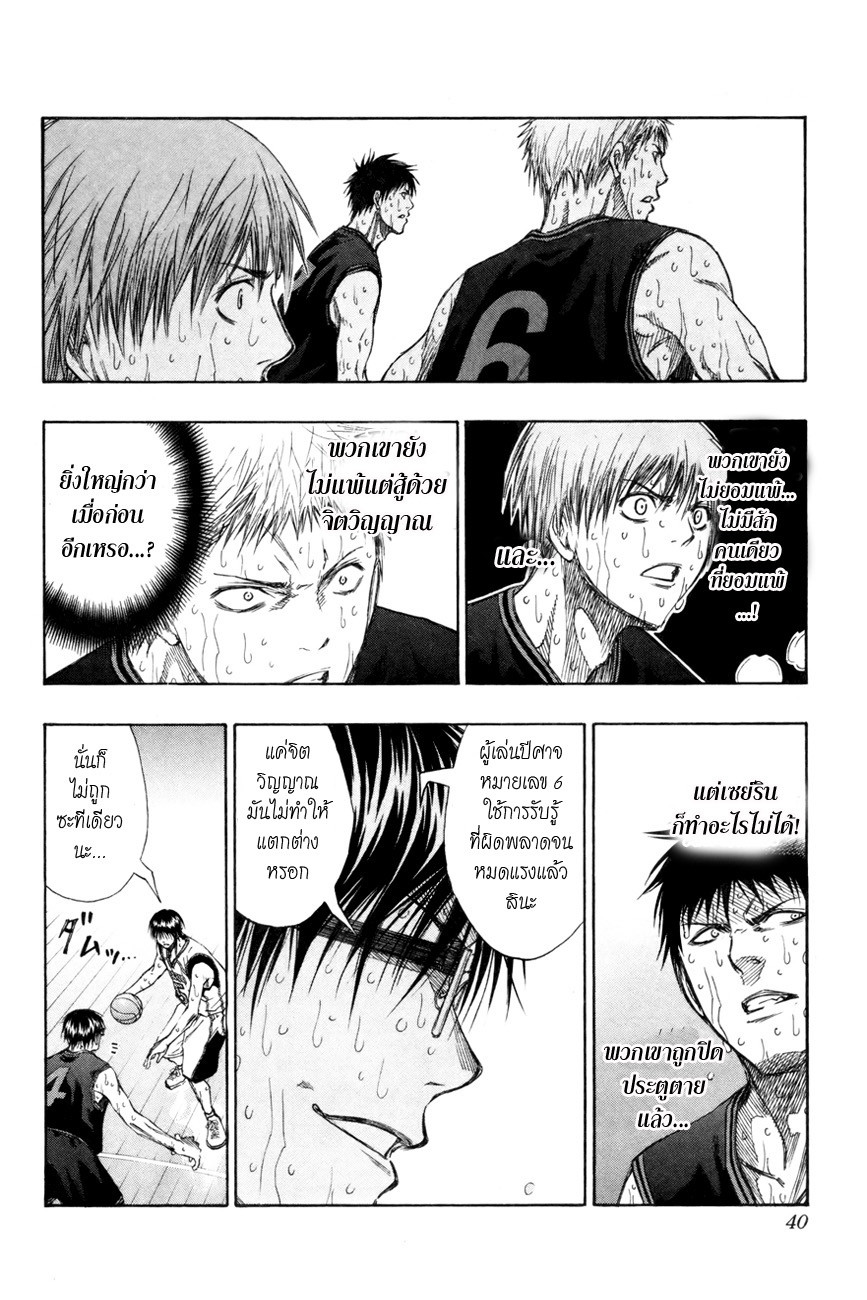 6
พวกเขายัง
ไม่ยอมแพ้...
ไม่มีสัก
คนเดียว
ที่ยอมแพ้
...!
และ...
พวกเขายัง
ไม่แพ้แต่สู้ด้วย
จิตวิญญาณ
ยิ่งใหญ่กว่า
เมื่อก่อน
อีกเหรอ...?
แต่เซย์ริน
ก็ทำอะไรไม่ได้!
พวกเขาถูกปิด
ประตูตาย
แล้ว...
ผู้เล่นปีศาจ
หมายเลข 6
ใช้การรับรู้
ที่ผิดพลาดจน
หมดแรงแล้ว
สินะ
แค่จิต
วิญญาณ
มันไม่ทำให้
แตกต่าง
หรอก
นั่นก็
ไม่ถูก
ซะทีเดียว
นะ...
ダムッ...
4
40